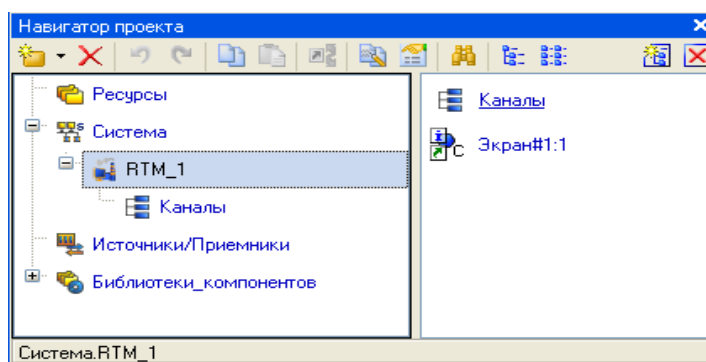 Навигатор проекта
Ресурсы
Система
RTM_1
Каналы
Источники/Приемники
Библиотеки_компонентов
Каналы
Экран#1:1
Система.RTM_1